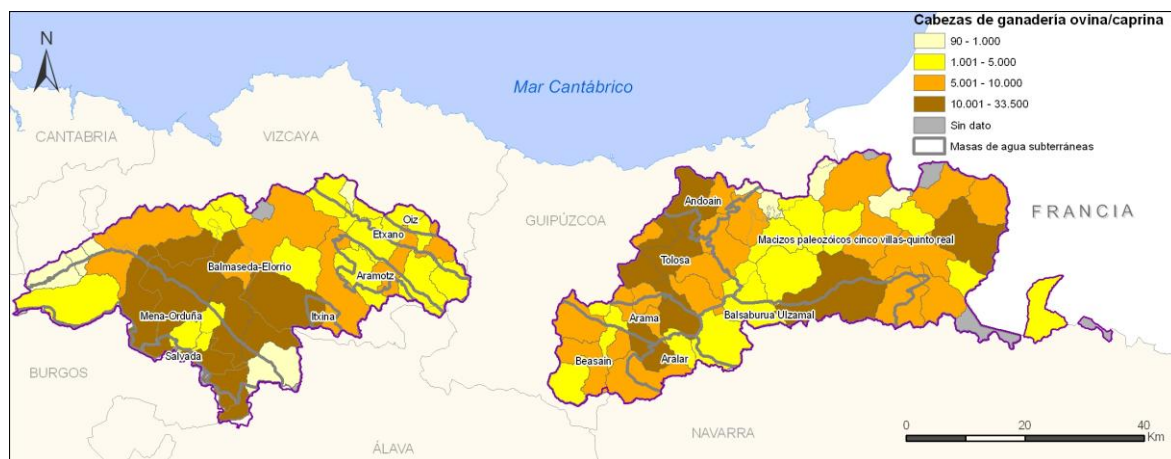 Cabezas de ganadería ovina/caprina
90 - 1.000
1.001 - 5.000
5.001 - 10.000
10.001 - 33.500
Sin dato
Masas de agua subterráneas
N
Mar Cantábrico
CANTABRIA
VIZCAYA
GUIPÚZCOA
FRANCIA
BURGOS
ÁLAVA
NAVARRA
Oiz
Etxano
Balmaseda-Elorrio
Aramotz
Mena-Orduña
Itxina
Salvada
Andoain
Macizos paleozóicos cinco villas-quinto real
Tolosa
Arama
Balsaburua Ulzamal
Beasain
Aralar
0 20 40
Km